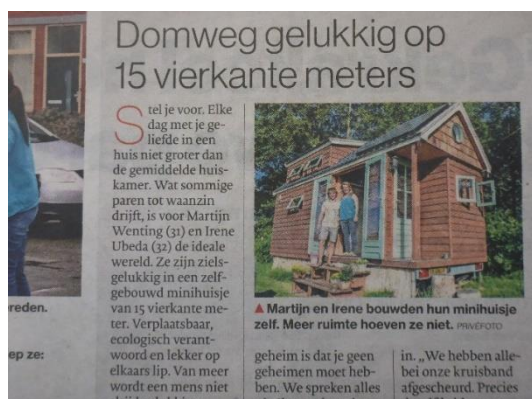 Domweg gelukkig op
15 vierkante meters
Stel je voor. Elke
dag met je ge-
liefde in een
huis niet groter dan
de gemiddelde huis-
kamer. Wat sommige
paren tot waanzin
drijft, is voor Martijn
Wenting (31) en Irene
Ubeda (32) de ideale
wereld. Ze zijn ziels-
gelukkig in een zelf-
gebouwd minihuisje
van 15 vierkante me-
ter. Verplaatsbaar,
ecologisch verant-
woord en lekker op
elkaars lip. Van meer
wordt een mens niet
▲ Martijn en Irene bouwden hun minihuisje
zelf. Meer ruimte hoeven ze niet. PRIVÉFOTO
geheim is dat je geen
geheimen moet heb-
ben. We spreken alles
in. „We hebben alle-
bei onze kruisband
afgescheurd. Precies
ereden.
ep ze: